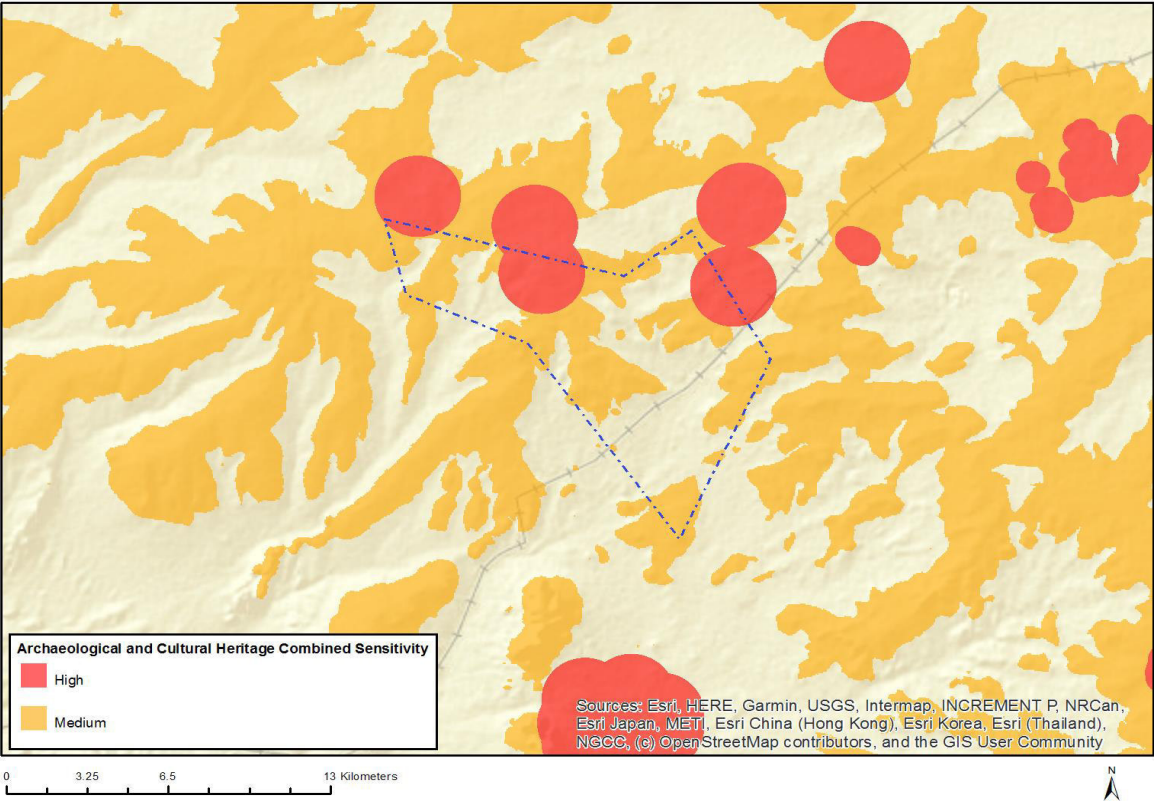 Archaeological and Cultural Heritage Combined Sensitivity
High
Medium
Sources: Esri, HERE, Garmin, USGS, Intermap, INCREMENT P, NRCan,
Esri Japan, METI, Esri China (Hong Kong), Esri Korea, Esri (Thailand),
NGCC, (c) OpenStreetMap contributors, and the GIS User Community
0 3.25 6.5 13 Kilometers
N